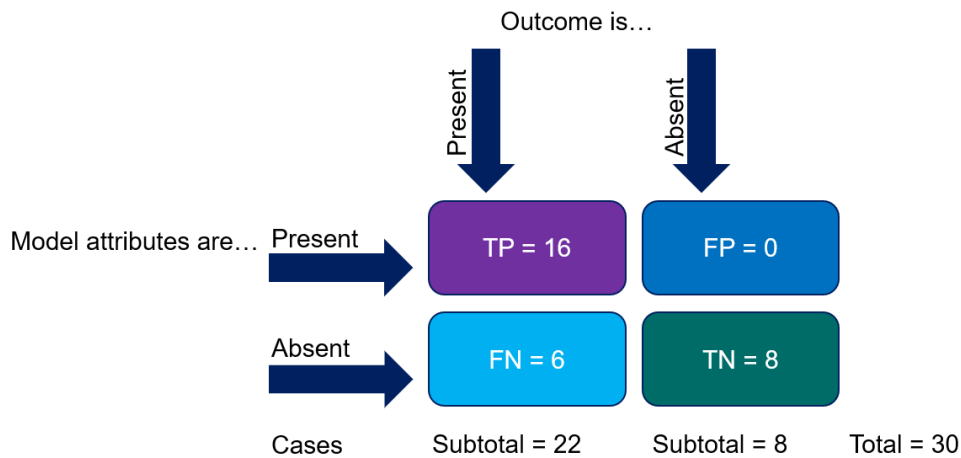 Outcome is…
Present
Absent
Model attributes are…
Present
TP = 16
FP = 0
Absent
FN = 6
TN = 8
Cases
Subtotal = 22
Subtotal = 8
Total = 30